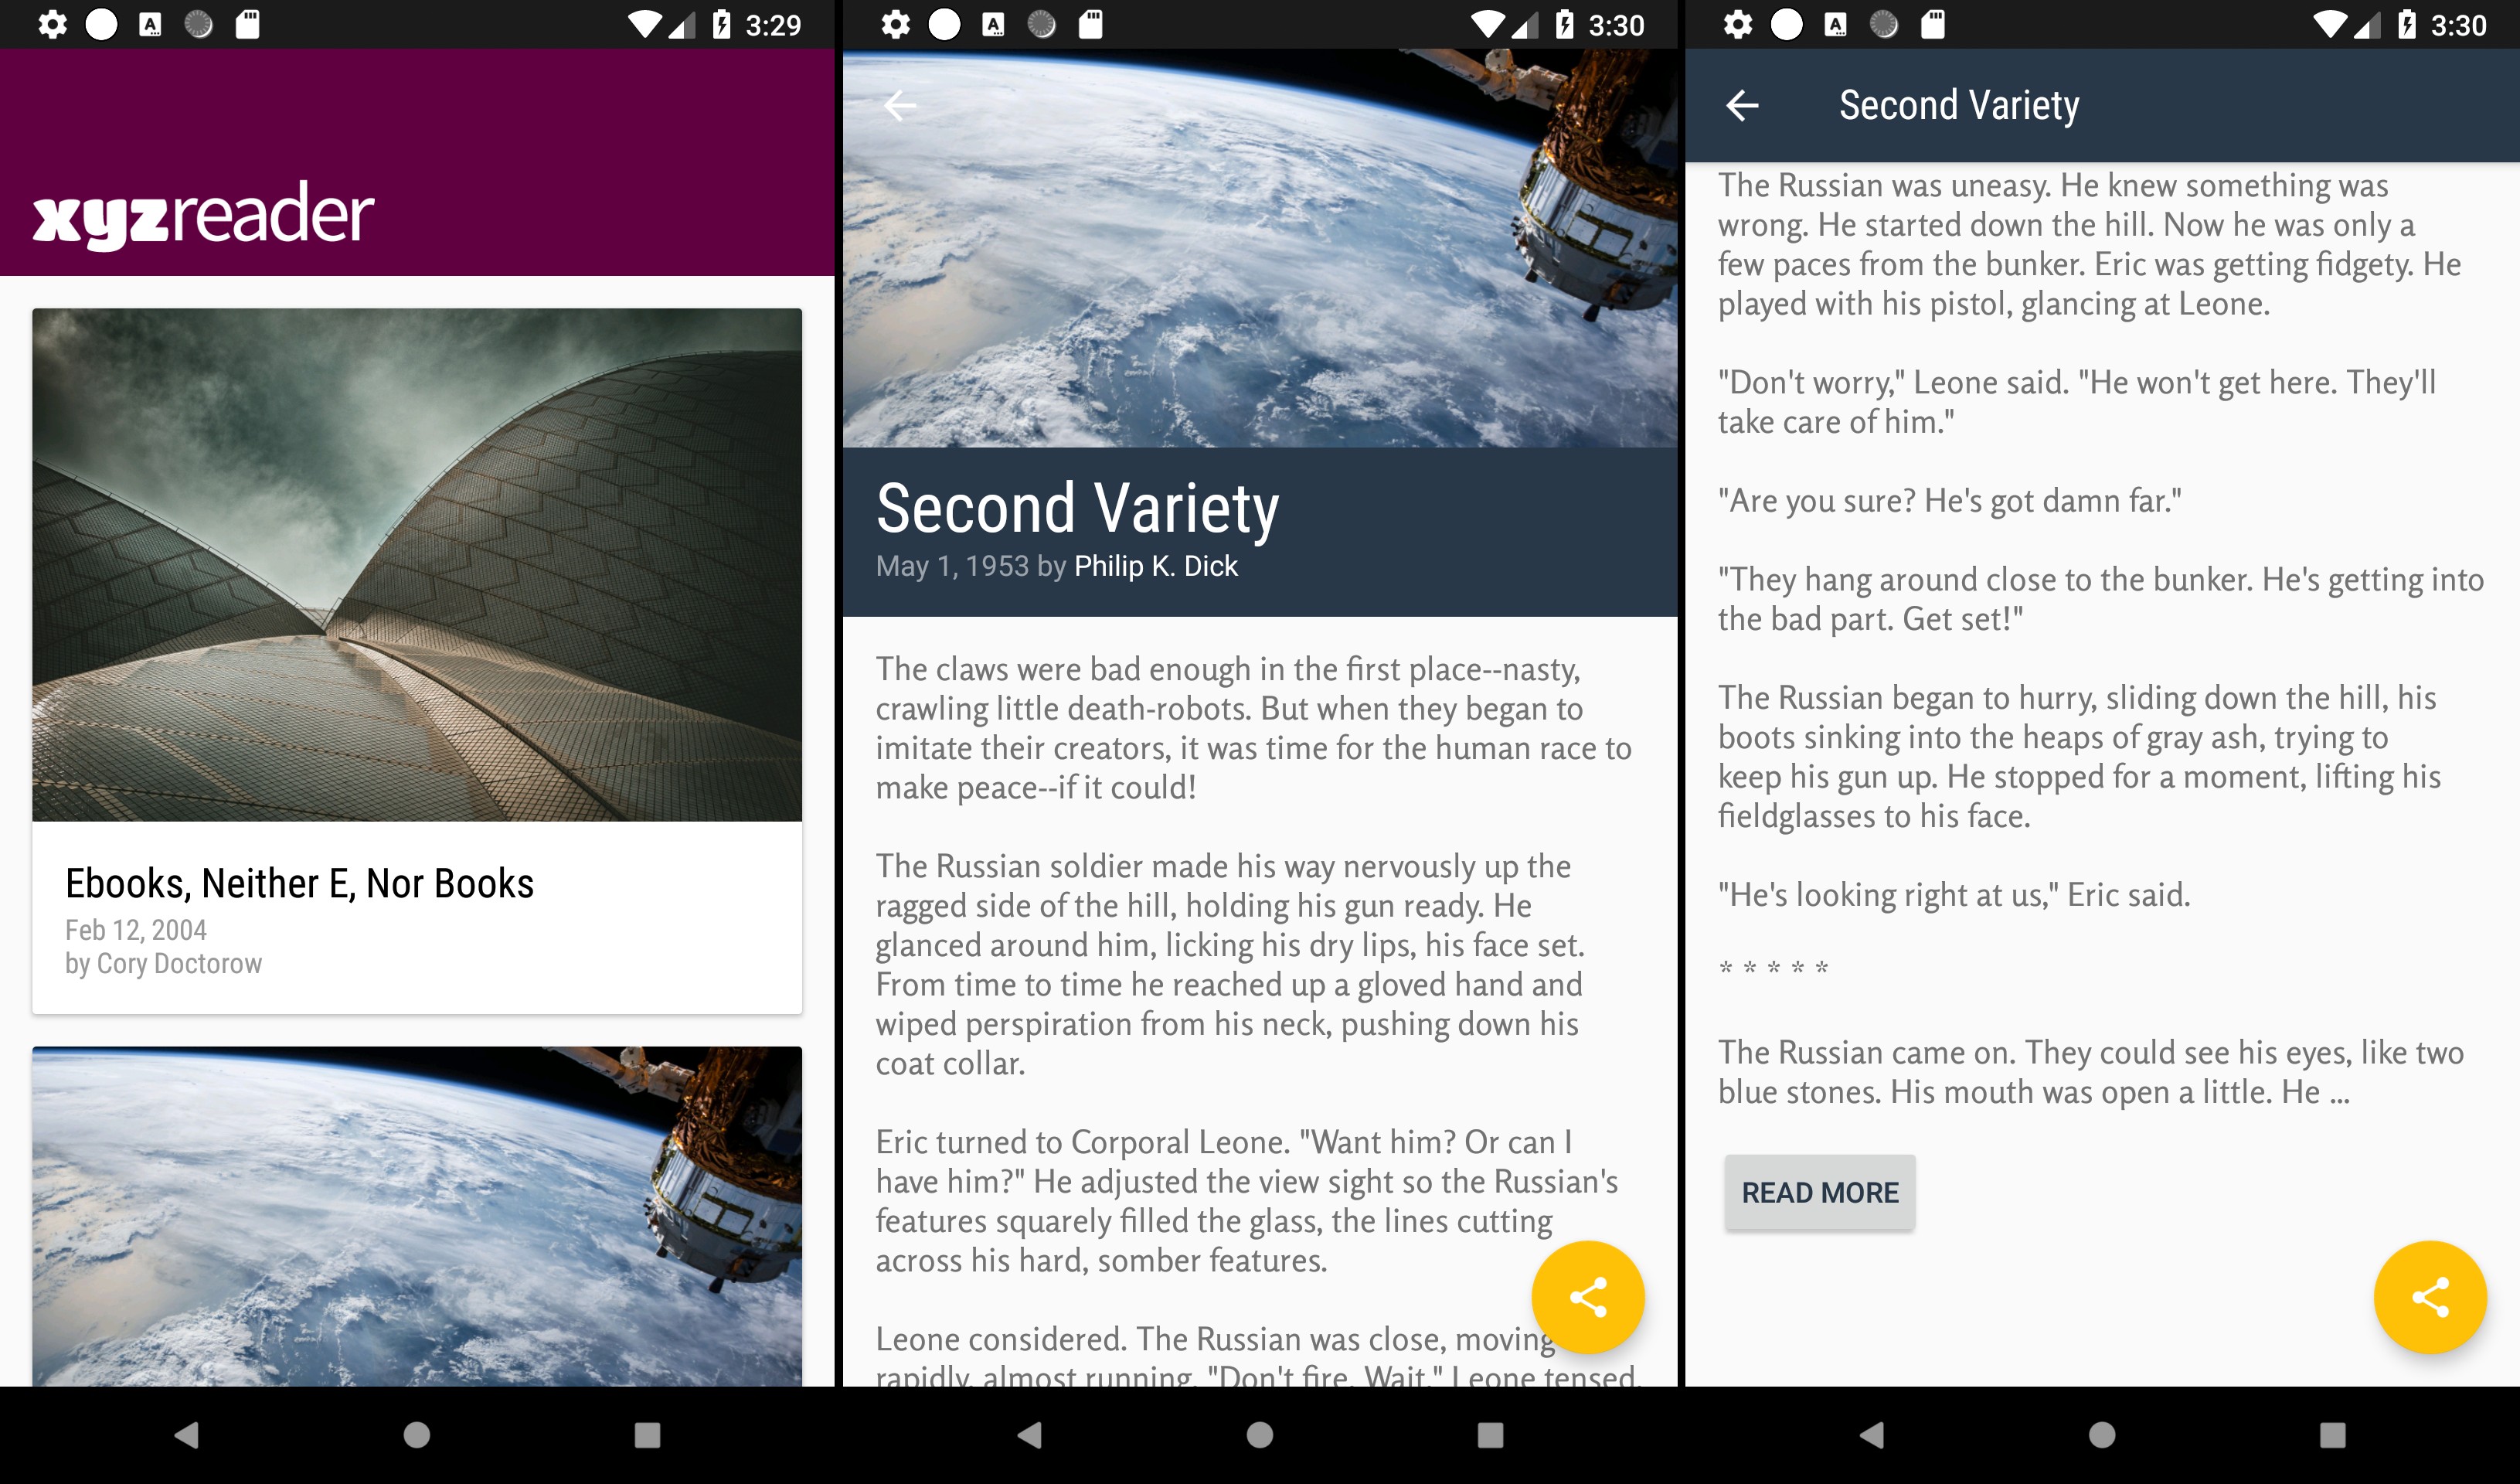 3:29
xyzreader
Ebooks, Neither E, Nor Books
Feb 12, 2004
by Cory Doctorow
3:30
Second Variety
May 1, 1953 by Philip K. Dick
The claws were bad enough in the first place--nasty,
crawling little death-robots. But when they began to
imitate their creators, it was time for the human race to
make peace--if it could!
The Russian soldier made his way nervously up the
ragged side of the hill, holding his gun ready. He
glanced around him, licking his dry lips, his face set.
From time to time he reached up a gloved hand and
wiped perspiration from his neck, pushing down his
coat collar.
Eric turned to Corporal Leone. "Want him? Or can I
have him?" He adjusted the view sight so the Russian's
features squarely filled the glass, the lines cutting
across his hard, somber features.
Leone considered. The Russian was close, moving
rapidly, almost running. "Don't fire. Wait." Leone tensed.
3:30
Second Variety
The Russian was uneasy. He knew something was
wrong. He started down the hill. Now he was only a
few paces from the bunker. Eric was getting fidgety. He
played with his pistol, glancing at Leone.
"Don't worry," Leone said. "He won't get here. They'll
take care of him."
"Are you sure? He's got damn far."
"They hang around close to the bunker. He's getting into
the bad part. Get set!"
The Russian began to hurry, sliding down the hill, his
boots sinking into the heaps of gray ash, trying to
keep his gun up. He stopped for a moment, lifting his
fieldglasses to his face.
"He's looking right at us," Eric said.
* * * * *
The Russian came on. They could see his eyes, like two
blue stones. His mouth was open a little. He ...
READ MORE